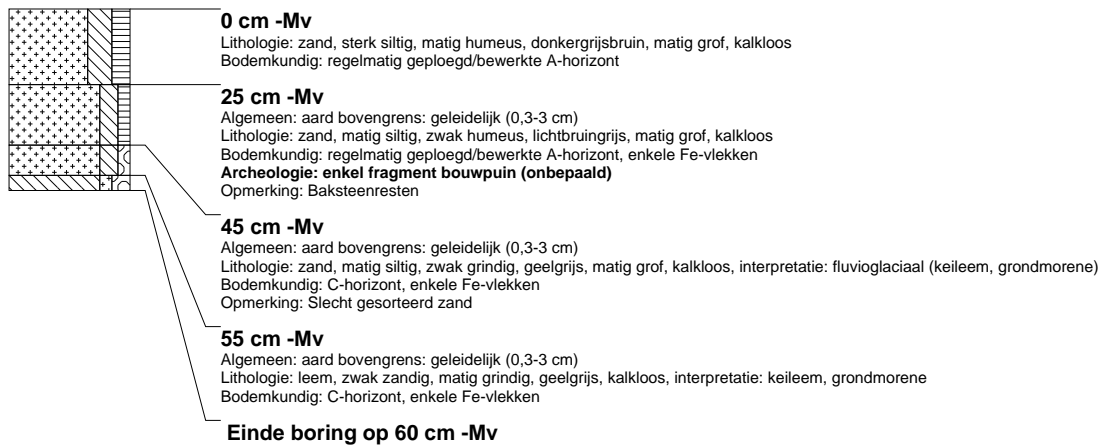 0 cm -Mv
Lithologie: zand, sterk siltig, matig humeus, donkergrijsbruin, matig grof, kalkloos
Bodemkundig: regelmatig geploegd/bewerkte A-horizont
25 cm -Mv
Algemeen: aard bovengrens: geleidelijk (0,3-3 cm)
Lithologie: zand, matig siltig, zwak humeus, lichtbruingrijs, matig grof, kalkloos
Bodemkundig: regelmatig geploegd/bewerkte A-horizont, enkele Fe-vlekken
Archeologie: enkel fragment bouwpuin (onbepaald)
Opmerking: Baksteenresten
45 cm -Mv
Algemeen: aard bovengrens: geleidelijk (0,3-3 cm)
Lithologie: zand, matig siltig, zwak grindig, geelgrijs, matig grof, kalkloos, interpretatie: fluvioglaciaal (keileem, grondmorene)
Bodemkundig: C-horizont, enkele Fe-vlekken
Opmerking: Slecht gesorteerd zand
55 cm -Mv
Algemeen: aard bovengrens: geleidelijk (0,3-3 cm)
Lithologie: leem, zwak zandig, matig grindig, geelgrijs, kalkloos, interpretatie: keileem, grondmorene
Bodemkundig: C-horizont, enkele Fe-vlekken
Einde boring op 60 cm -Mv